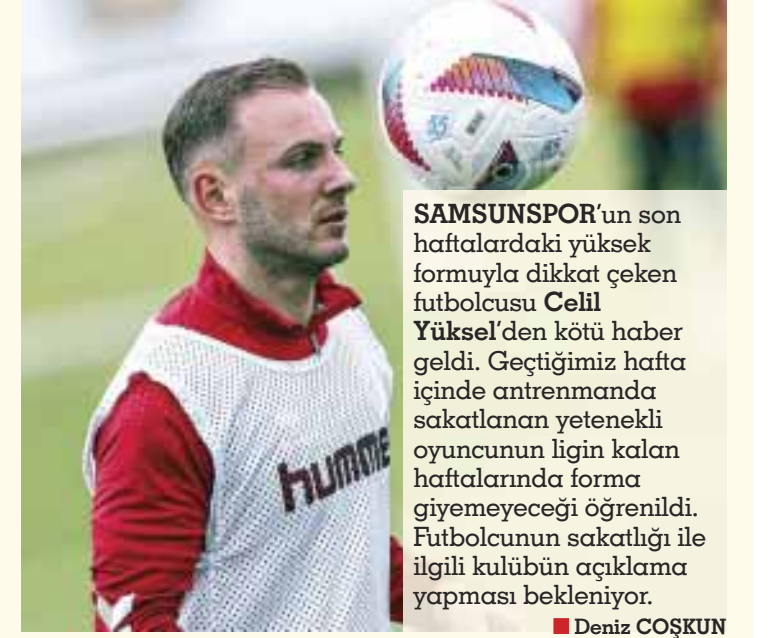 SAMSUNSPOR'un son
haftalardaki yüksek
formuyla dikkat çeken
futbolcusu Celil
Yüksel'den kötü haber
geldi. Geçtiğimiz hafta
içinde antrenmanda
sakatlanan yetenekli
oyuncunun ligin kalan
haftalarında forma
giyemeyeceği öğrenildi.
Futbolcunun sakatlığı ile
ilgili kulübün açıklama
yapması bekleniyor.
Deniz COŞKUN
humme